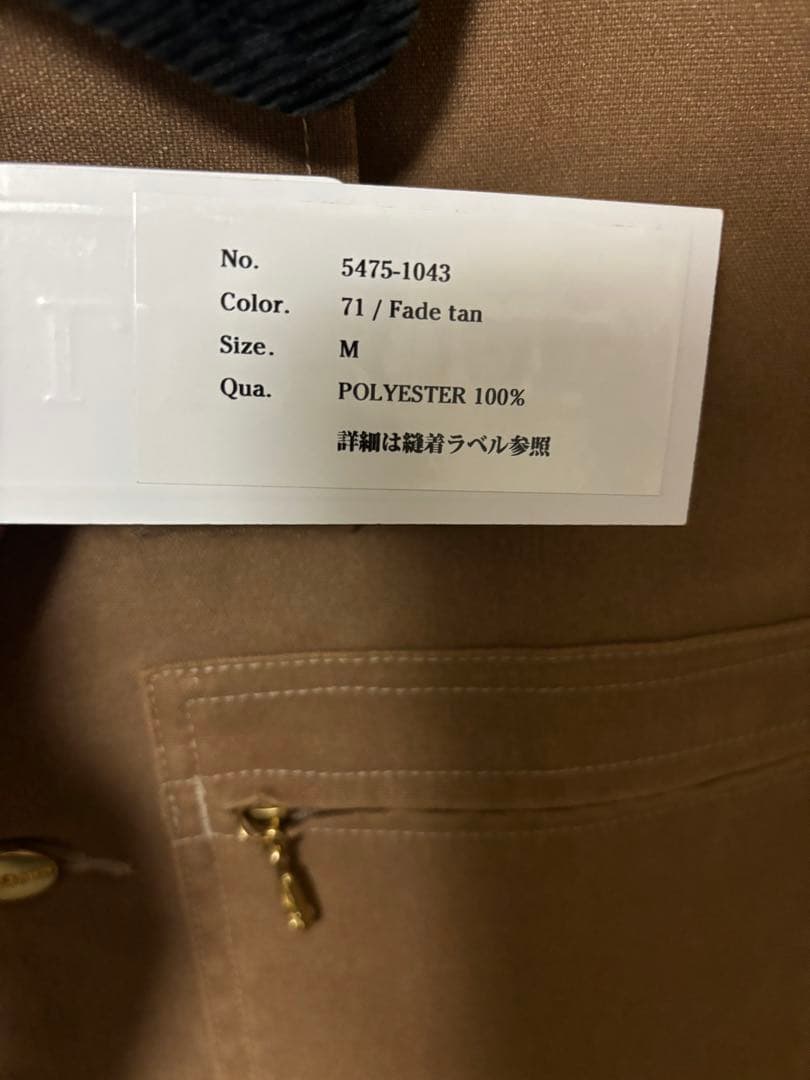 T
No. 5475-1043
Color. 71 / Fade tan
Size. M
Qua. POLYESTER 100%
詳細は縫着ラベル参照